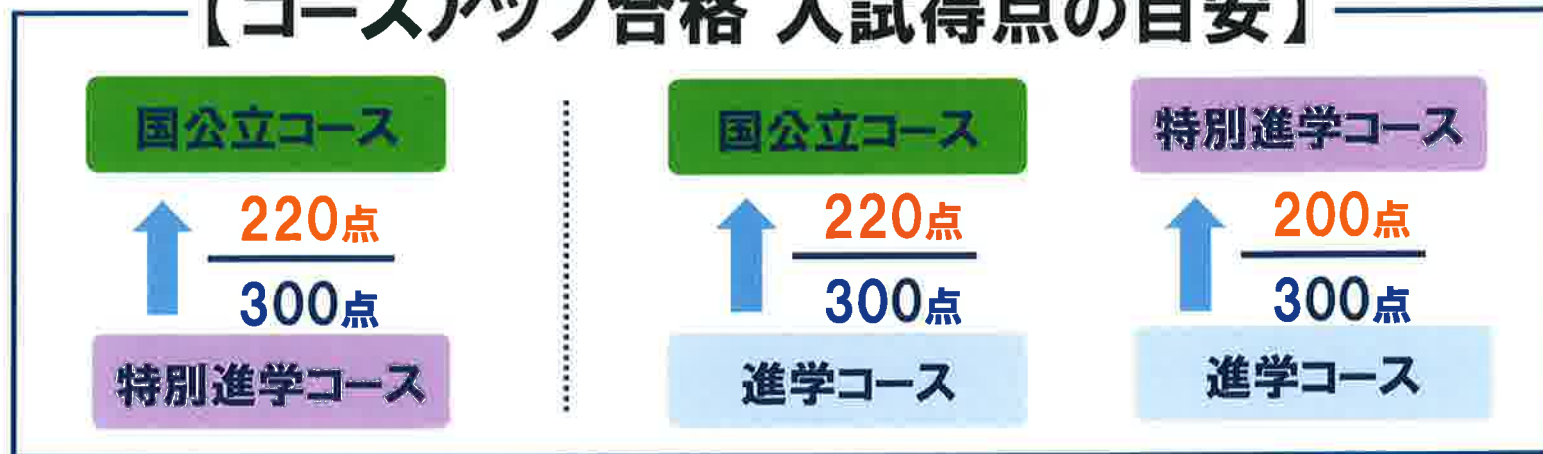 【コースアップ合格 入試得点の目安】
国公立コース
220点
300点
特別進学コース
国公立コース
220点
300点
進学コース
特別進学コース
200点
300点
進学コース